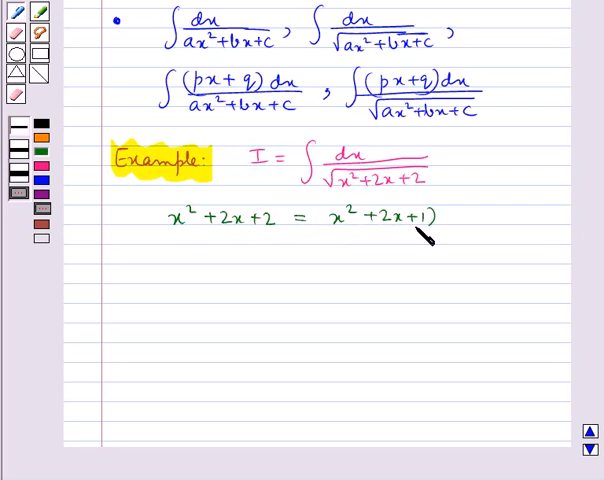 • ∫ dx/(ax²+bx+c) , ∫ dx/√(ax²+bx+c) ,
∫ (px+q) dx/(ax²+bx+c) , ∫ (px+q)dx/√(ax²+bx+c)
Example: I = ∫ dx/√(x²+2x+2)
x²+2x+2 = x²+2x+1)